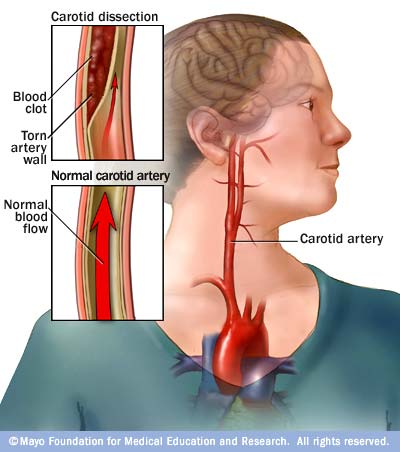 Carotid dissection
Blood
clot
Torn
artery
wall
Normal carotid artery
Normal
blood
flow
Carotid artery
©Mayo Foundation for Medical Education and Research. All rights reserved.